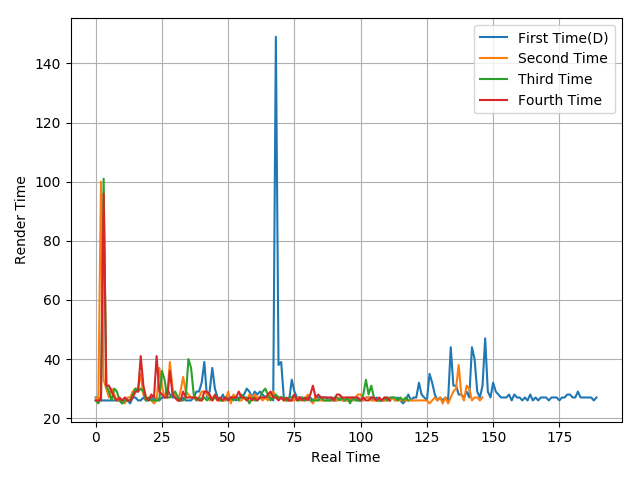 First Time(D)
Second Time
Third Time
Fourth Time
140
120
100
80
60
40
20
Render Time
0 25 50 75 100 125 150 175
Real Time